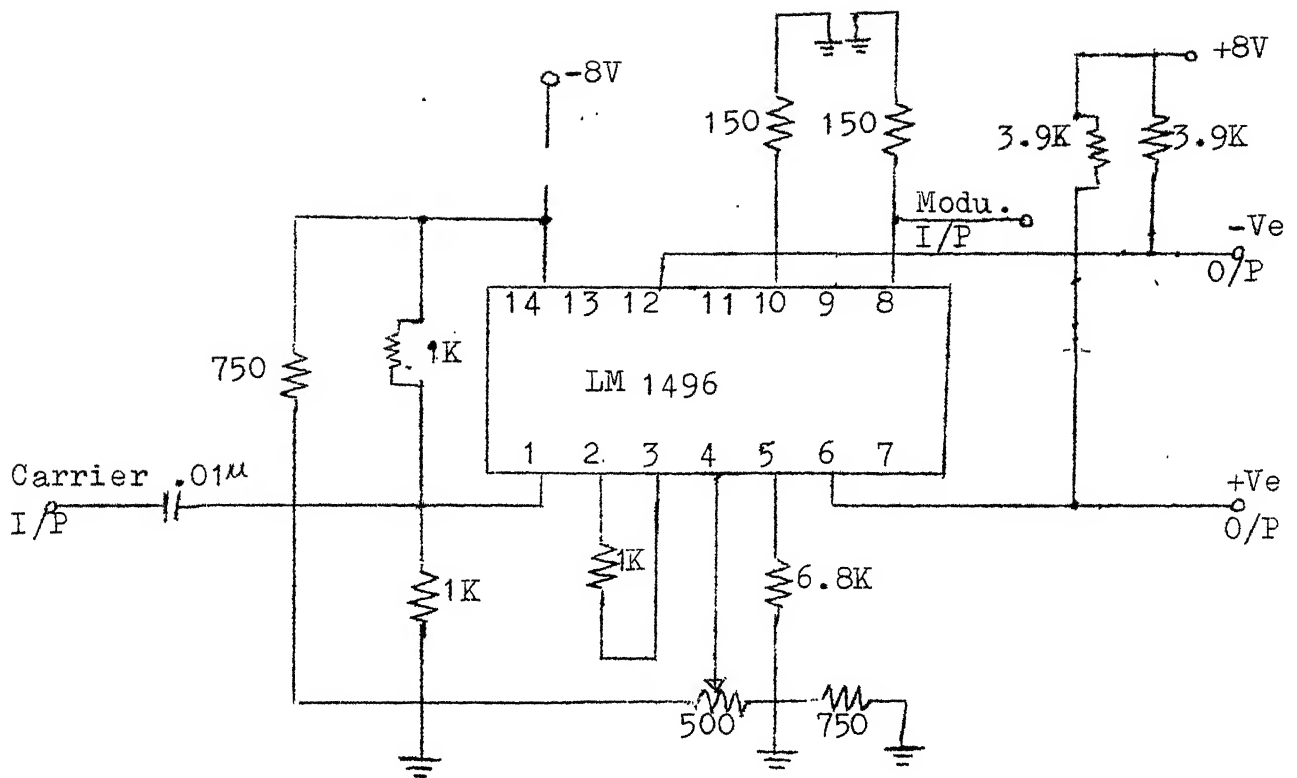 -8V
+8V
150
150
3.9K
3.9K
Modu.
I/P
-Ve
O/P
14 13 12 11 10 9 8
750
1K
LM 1496
1 2 3 4 5 6 7
Carrier
I/P
.01µ
+Ve
O/P
1K
1K
6.8K
500
750